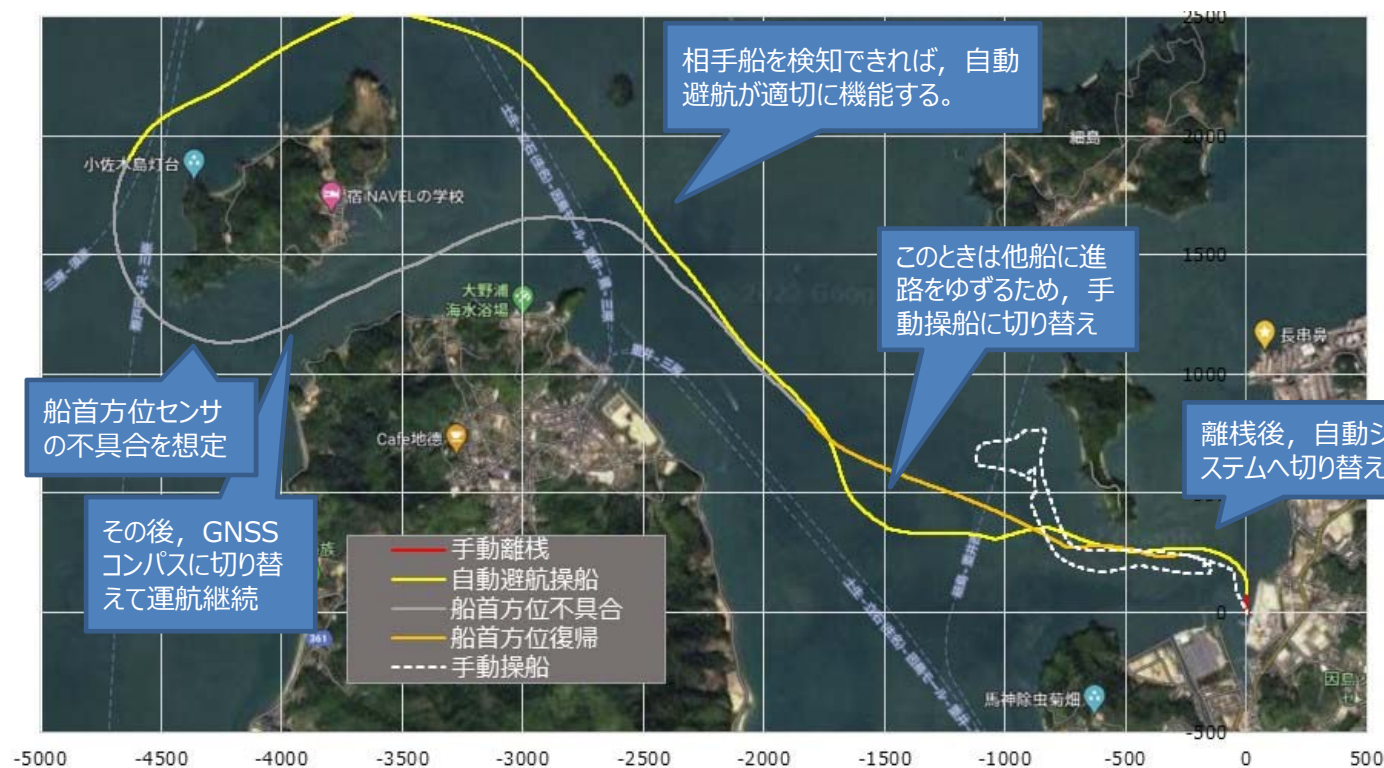 2500
相手船を検知できれば，自動
避航が適切に機能する。
細島
2000
小佐木島灯台
宿 NAVELの学校
このときは他船に進
路をゆずるため，手
動操船に切り替え
1500
大野浦
海水浴場
長串鼻
1000
船首方位センサ
の不具合を想定
Cafe地徳
離桟後，自動シ
ステムへ切り替え
その後，GNSS
コンパスに切り替
えて運航継続
手動離桟
自動避航操船
船首方位不具合
船首方位復帰
手動操船
0
361
馬神除虫菊畑
因島
-500
-5000 -4500 -4000 -3500 -3000 -2500 -2000 -1500 -1000 -500 0 500